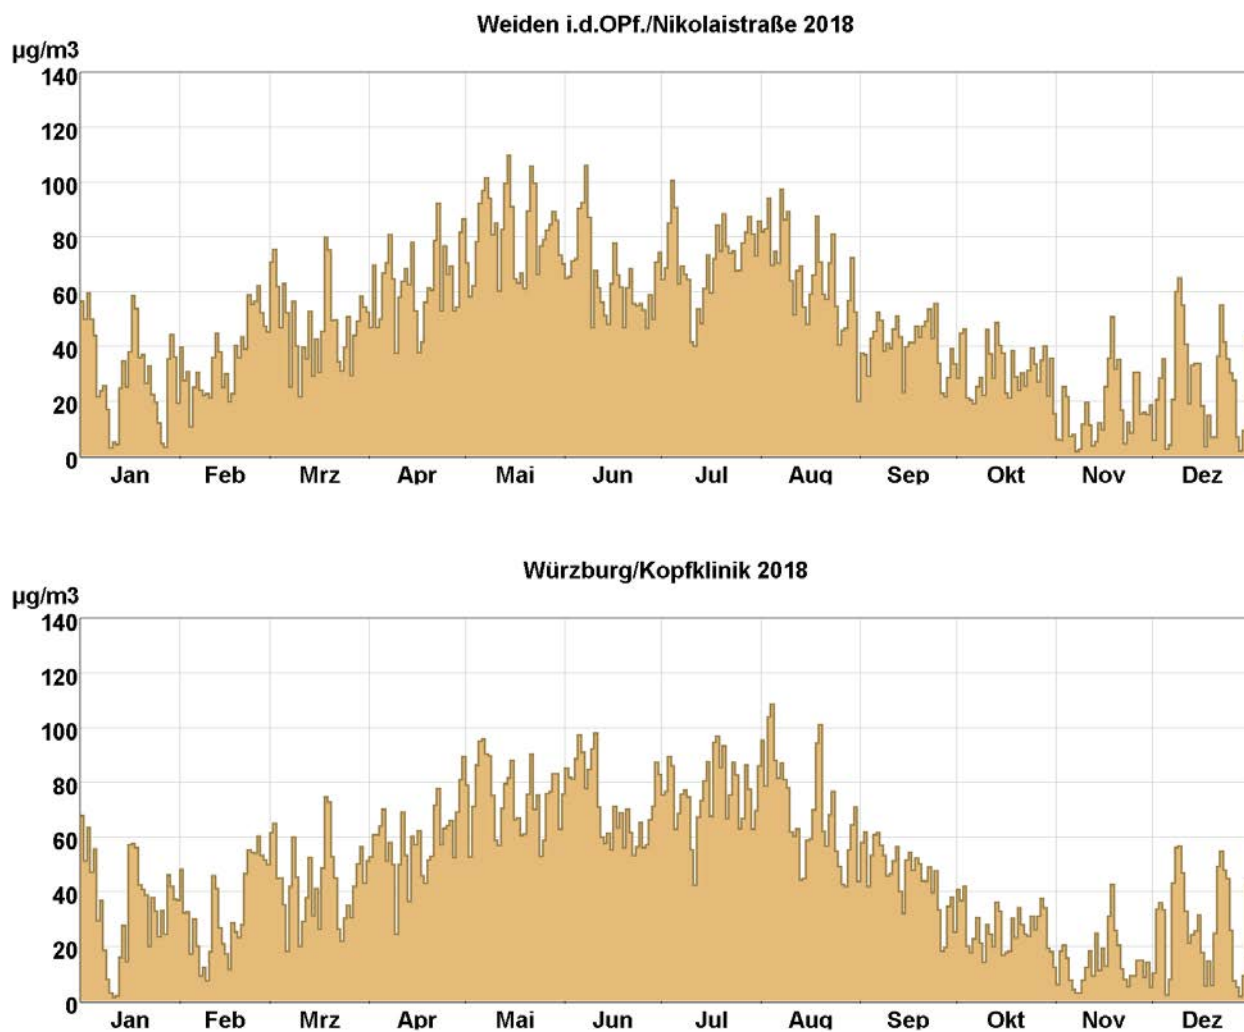 Weiden i.d.OPf./Nikolaistraße 2018
µg/m3
140
120
100
80
60
40
20
0
Jan Feb Mrz Apr Mai Jun Jul Aug Sep Okt Nov Dez
Würzburg/Kopfklinik 2018
µg/m3
140
120
100
80
60
40
20
0
Jan Feb Mrz Apr Mai Jun Jul Aug Sep Okt Nov Dez